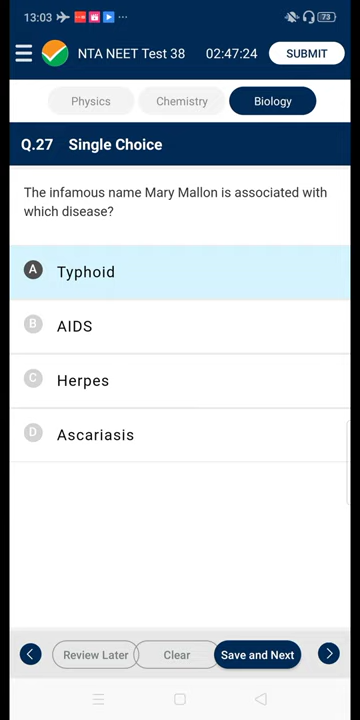 13:03 73
NTA NEET Test 38 02:47:24 SUBMIT
Physics Chemistry Biology
Q.27 Single Choice
The infamous name Mary Mallon is associated with
which disease?
A Typhoid
B AIDS
C Herpes
D Ascariasis
Review Later Clear Save and Next